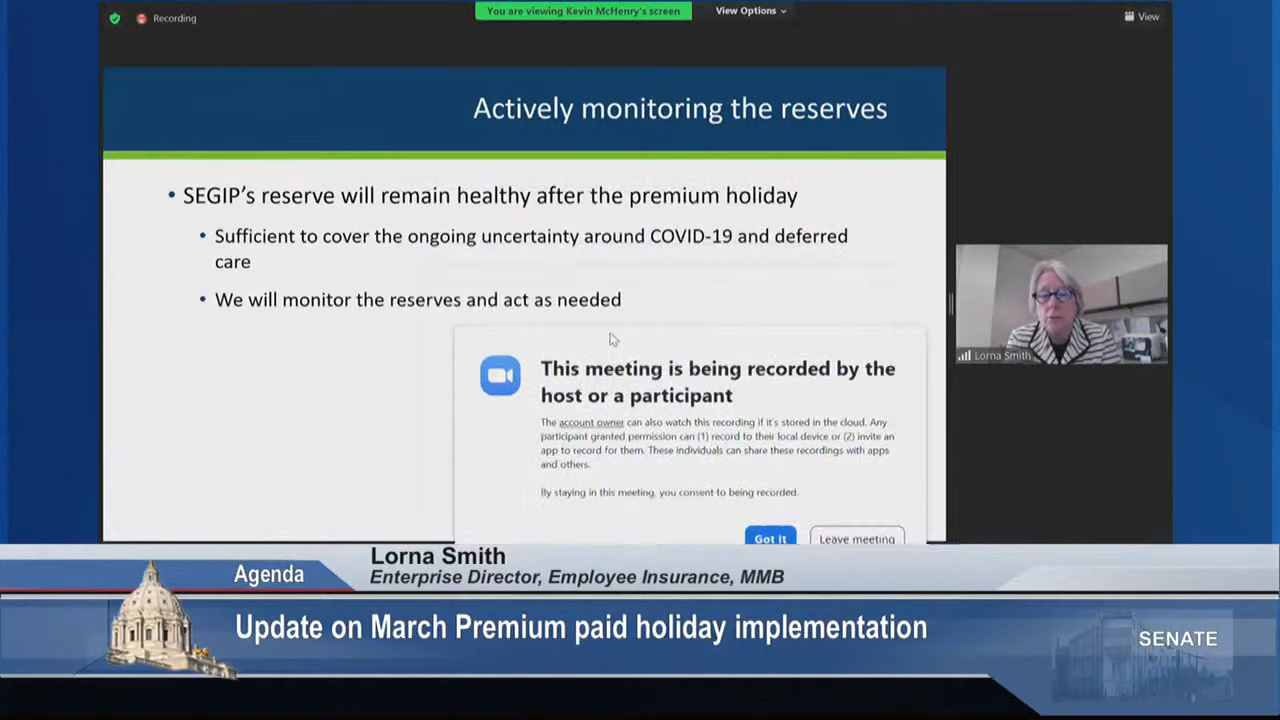 Recording
You are viewing Kevin McHenry's screen
View Options
View
Actively monitoring the reserves
• SEGIP's reserve will remain healthy after the premium holiday
• Sufficient to cover the ongoing uncertainty around COVID-19 and deferred
care
• We will monitor the reserves and act as needed
This meeting is being recorded by the
host or a participant
The account owner can also watch this recording if it's stored in the cloud. Any
participant granted permission can (1) record to their local device or (2) invite an
app to record for them. These individuals can share these recordings with apps
and others.
By staying in this meeting, you consent to being recorded.
Got It
Leave meeting
Lorna Smith
Lorna Smith
Enterprise Director, Employee Insurance, MMB
Agenda
Update on March Premium paid holiday implementation
SENATE